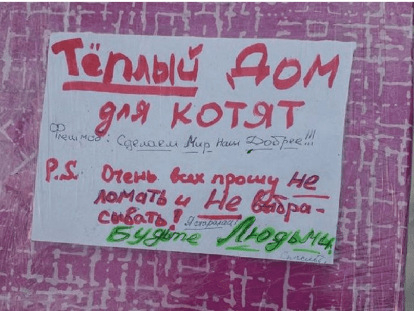 Тёплый Дом
для котят
Флешмоб: Сделаем Мир наш Добрее!!!
P.S. Очень всех прошу не
ломать и Не выбра-
сывать! Я старалась!
Будьте Людьми